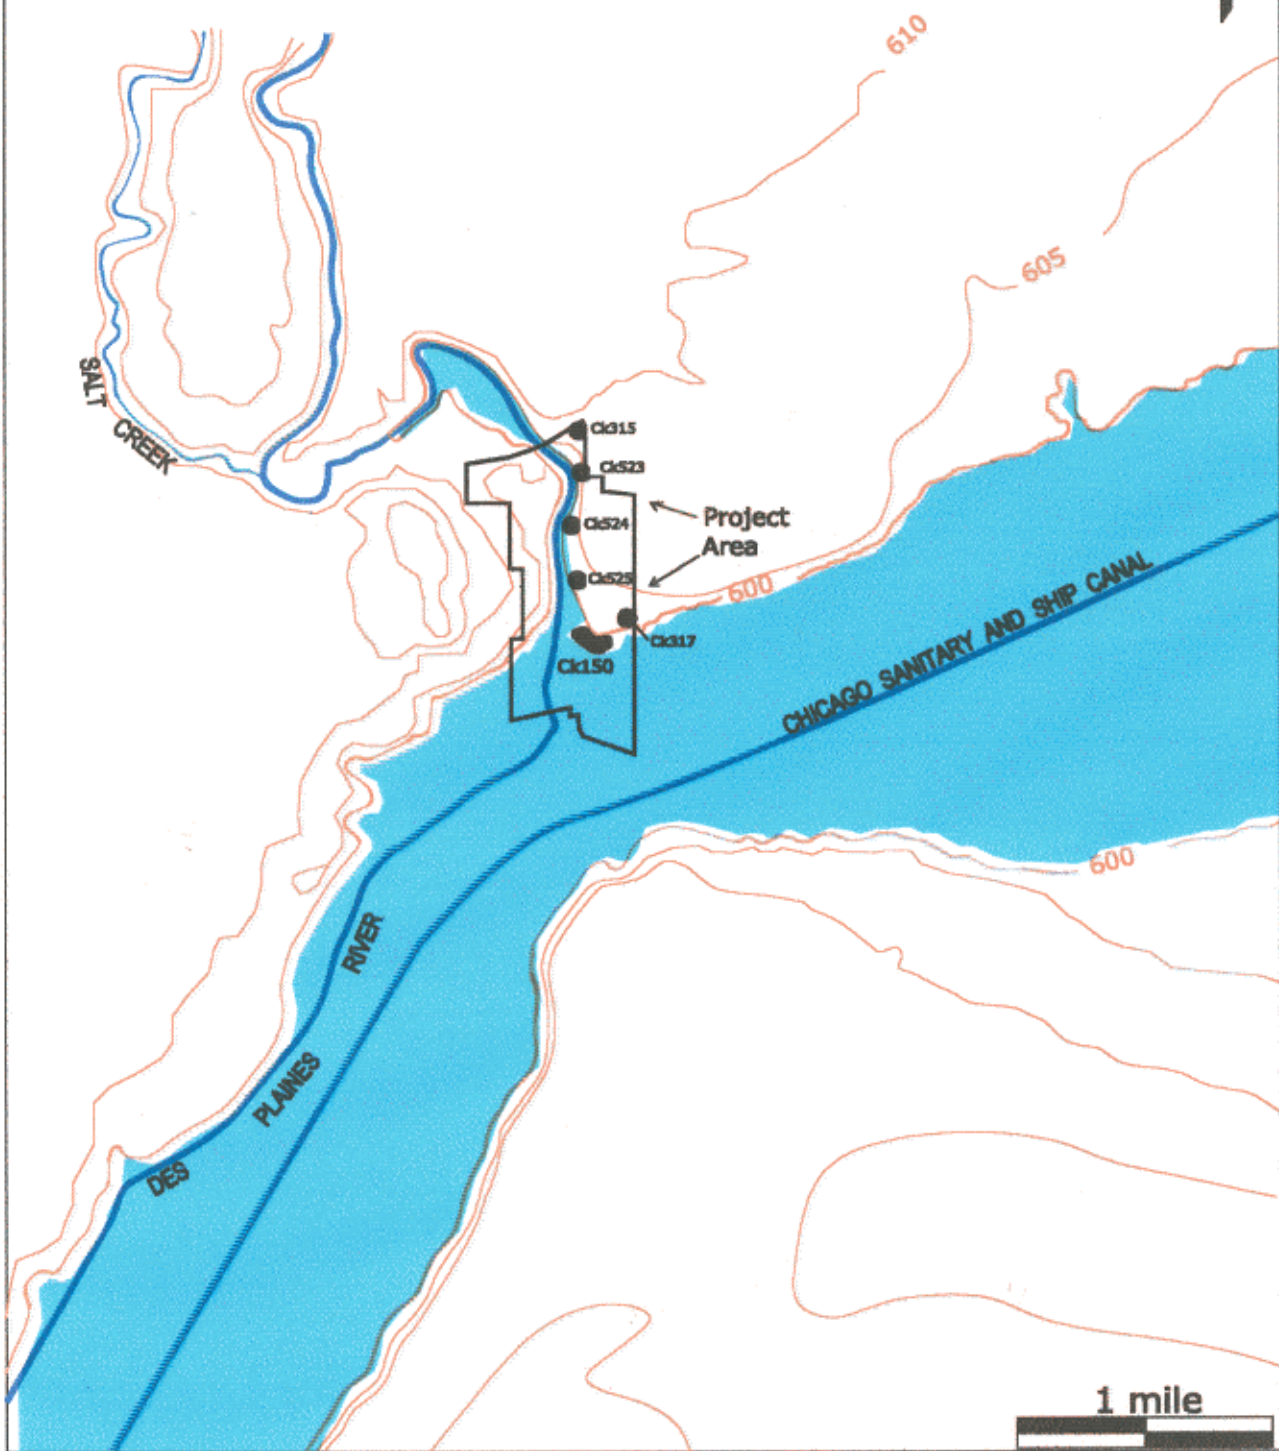 610
605
SALT
CREEK
Ck315
Ck523
Ck524
Project
Area
Ck525
600
Ck317
Ck150
CHICAGO SANITARY AND SHIP CANAL
600
RIVER
PLAINES
DES
1 mile